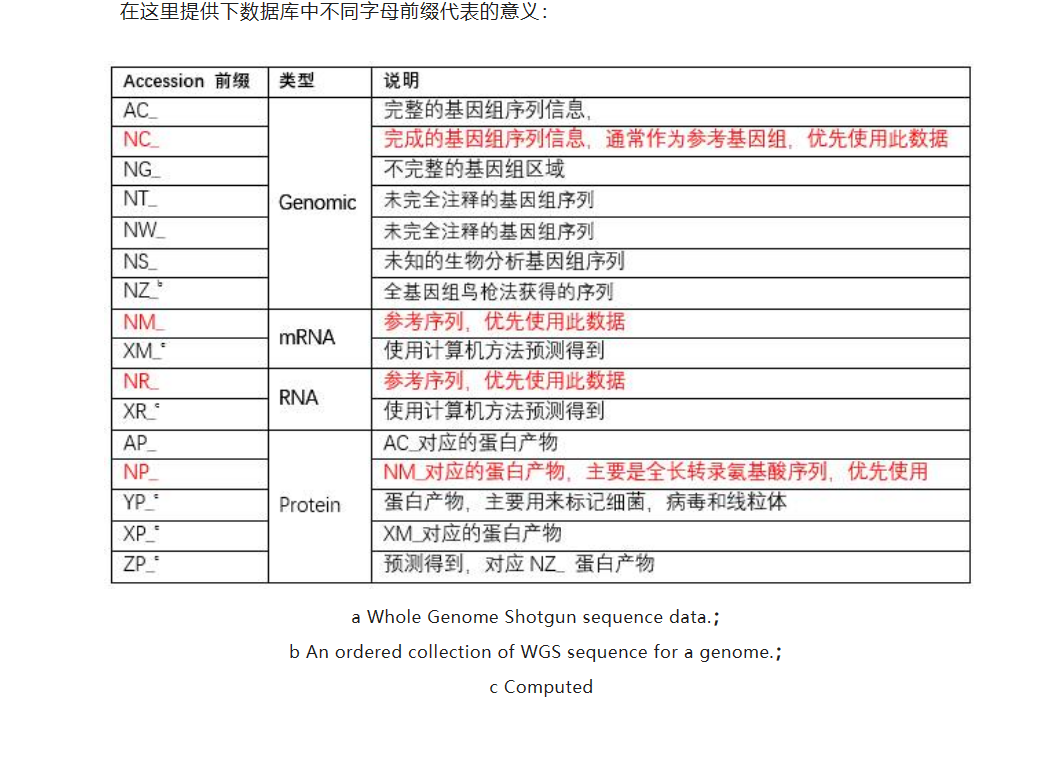 在这里提供下数据库中不同字母前缀代表的意义：
Accession 前缀 类型 说明
AC_ 完整的基因组序列信息,
NC_ 完成的基因组序列信息，通常作为参考基因组，优先使用此数据
NG_ 不完整的基因组区域
NT_ Genomic 未完全注释的基因组序列
NW_ 未完全注释的基因组序列
NS_ 未知的生物分析基因组序列
NZ_ᵇ 全基因组鸟枪法获得的序列
NM_ mRNA 参考序列，优先使用此数据
XM_ᶜ 使用计算机方法预测得到
NR_ RNA 参考序列，优先使用此数据
XR_ᶜ 使用计算机方法预测得到
AP_ AC_对应的蛋白产物
NP_ NM_对应的蛋白产物，主要是全长转录氨基酸序列，优先使用
YP_ᶜ Protein 蛋白产物，主要用来标记细菌，病毒和线粒体
XP_ᶜ XM_对应的蛋白产物
ZP_ᶜ 预测得到，对应 NZ_ 蛋白产物
a Whole Genome Shotgun sequence data.；
b An ordered collection of WGS sequence for a genome.；
c Computed